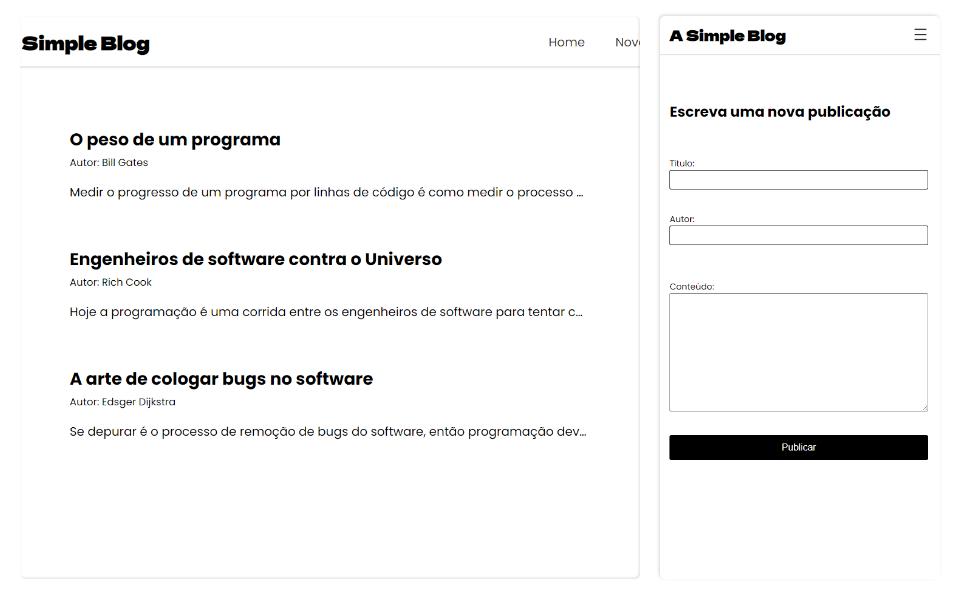 Simple Blog
Home Nov
O peso de um programa
Autor: Bill Gates
Medir o progresso de um programa por linhas de código é como medir o processo ...
Engenheiros de software contra o Universo
Autor: Rich Cook
Hoje a programação é uma corrida entre os engenheiros de software para tentar c...
A arte de cologar bugs no software
Autor: Edsger Dijkstra
Se depurar é o processo de remoção de bugs do software, então programação dev...
A Simple Blog
Escreva uma nova publicação
Título:
Autor:
Conteúdo:
Publicar